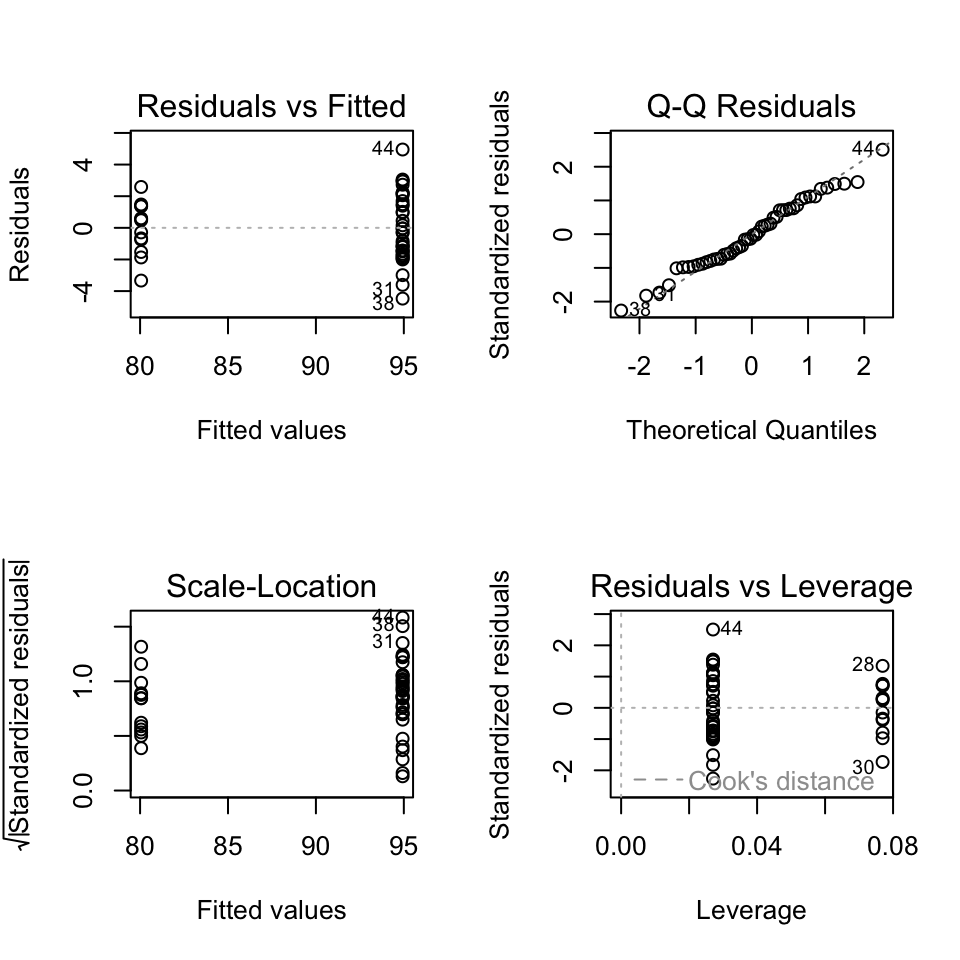 Residuals vs Fitted
Residuals
4
0
-4
44
31
38
80 85 90 95
Fitted values
Q-Q Residuals
Standardized residuals
2
0
-2
44
31
38
-2 -1 0 1 2
Theoretical Quantiles
Scale-Location
√|Standardized residuals|
1.0
0.0
44
38
31
80 85 90 95
Fitted values
Residuals vs Leverage
Standardized residuals
2
0
-2
44
28
30
Cook's distance
0.00 0.04 0.08
Leverage